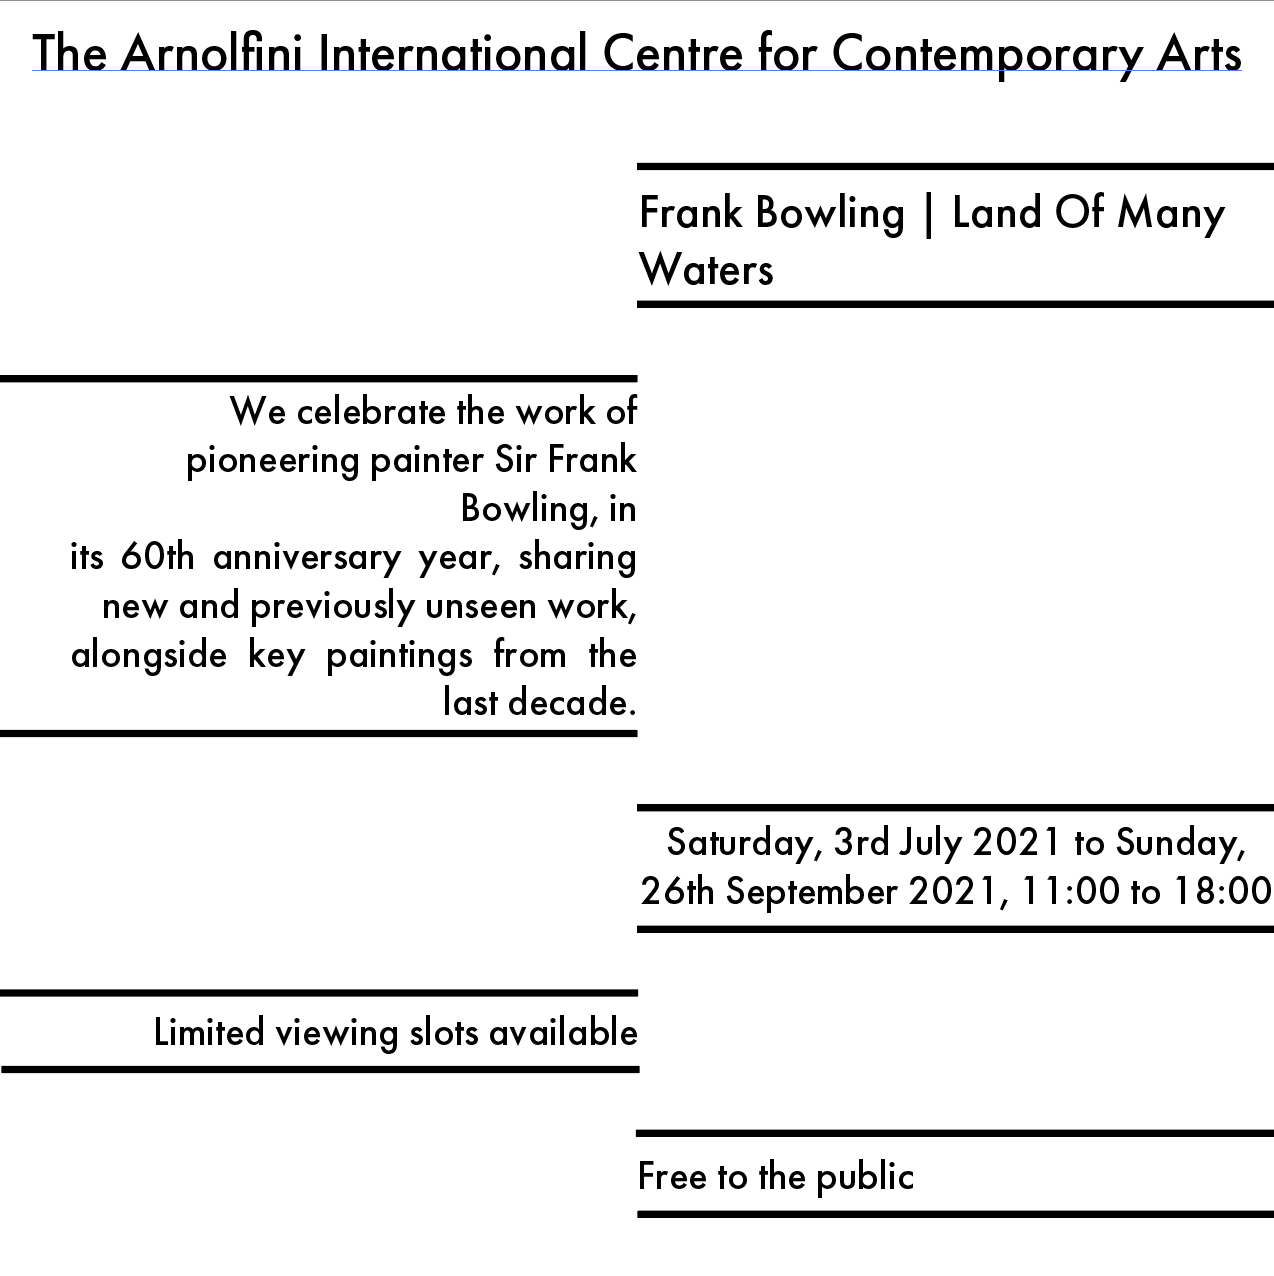 The Arnolfini International Centre for Contemporary Arts
Frank Bowling | Land Of Many
Waters
We celebrate the work of
pioneering painter Sir Frank
Bowling, in
its 60th anniversary year, sharing
new and previously unseen work,
alongside key paintings from the
last decade.
Saturday, 3rd July 2021 to Sunday,
26th September 2021, 11:00 to 18:00
Limited viewing slots available
Free to the public